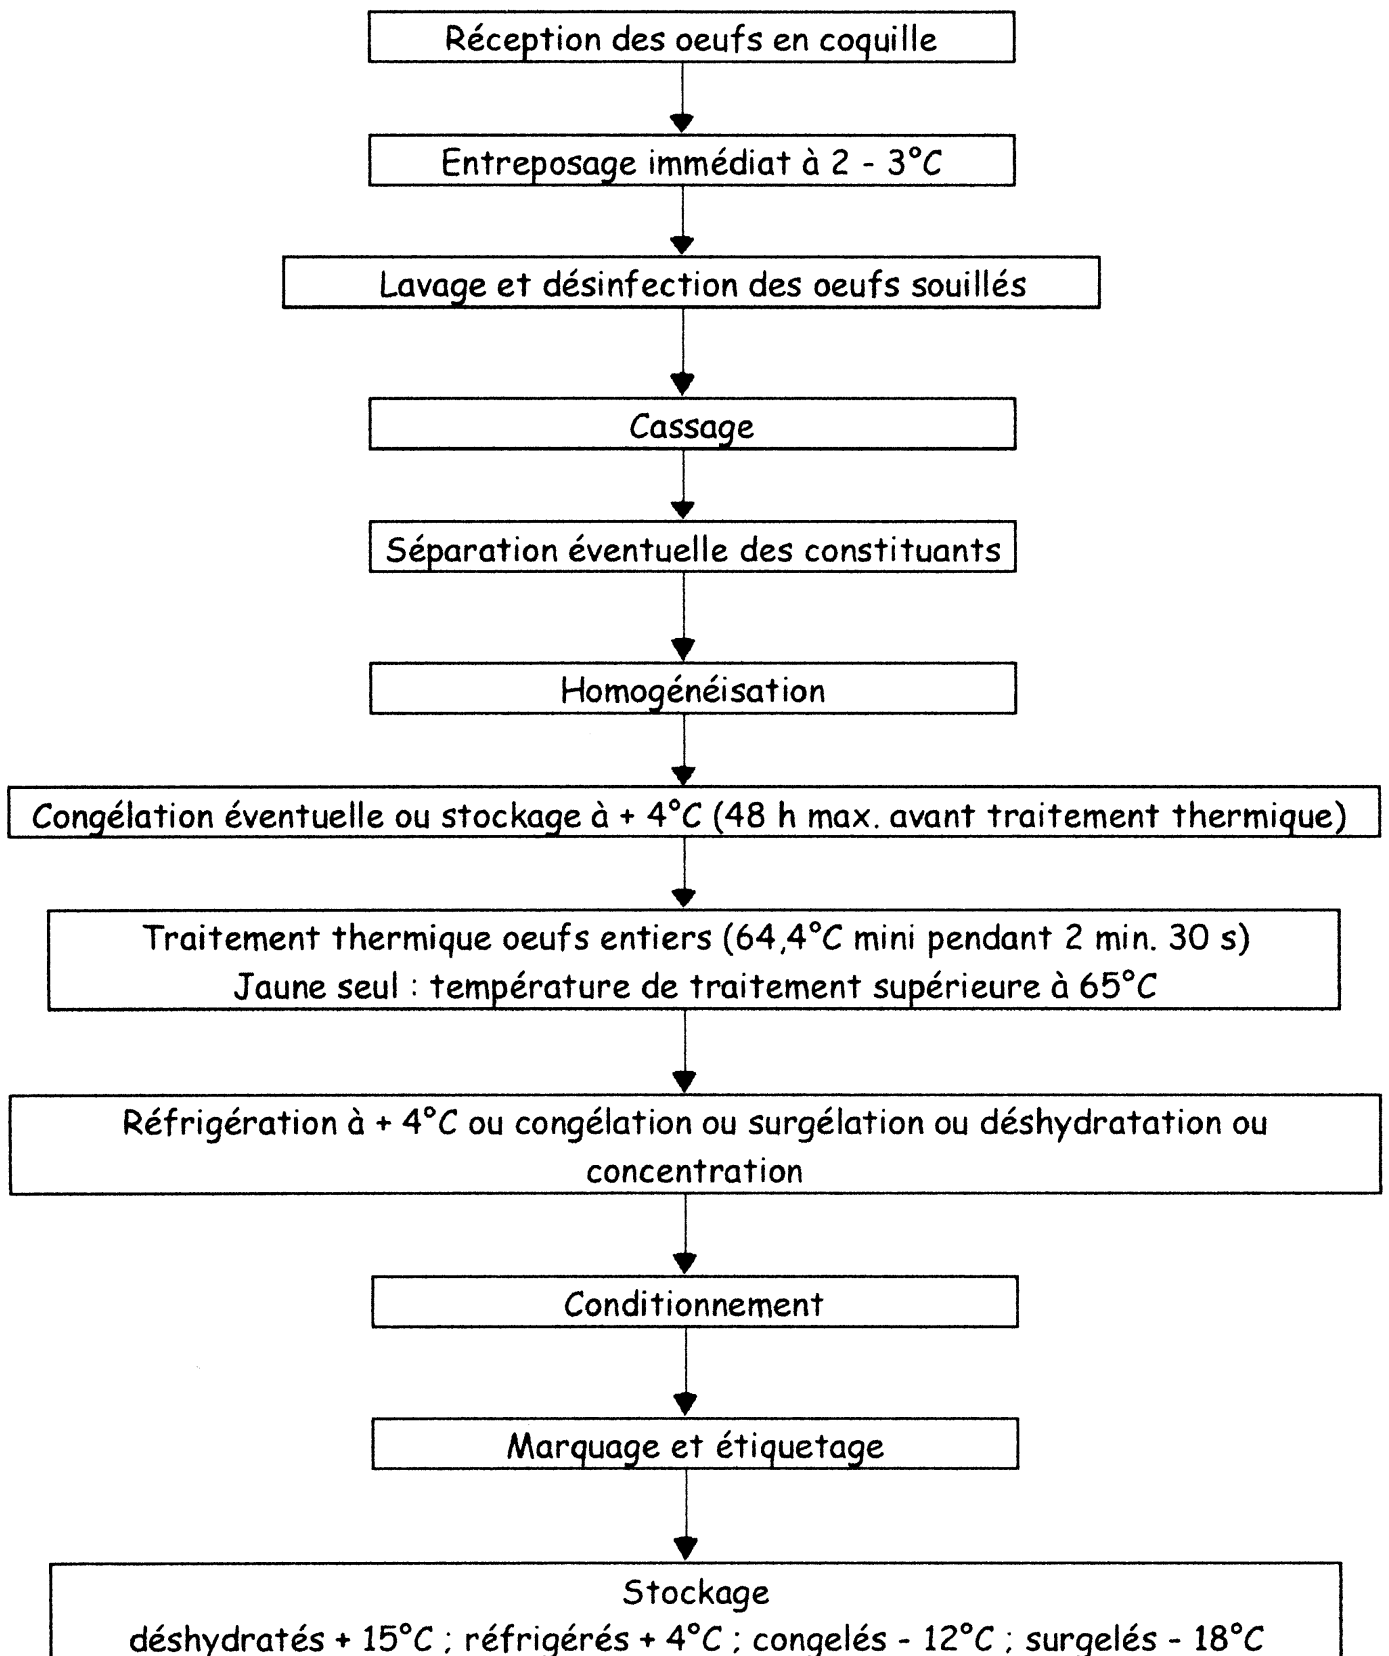 Réception des oeufs en coquille
Entreposage immédiat à 2 - 3°C
Lavage et désinfection des oeufs souillés
Cassage
Séparation éventuelle des constituants
Homogénéisation
Congélation éventuelle ou stockage à + 4°C (48 h max. avant traitement thermique)
Traitement thermique oeufs entiers (64,4°C mini pendant 2 min. 30 s)
Jaune seul : température de traitement supérieure à 65°C
Réfrigération à + 4°C ou congélation ou surgélation ou déshydratation ou
concentration
Conditionnement
Marquage et étiquetage
Stockage
déshydratés + 15°C ; réfrigérés + 4°C ; congelés - 12°C ; surgelés - 18°C